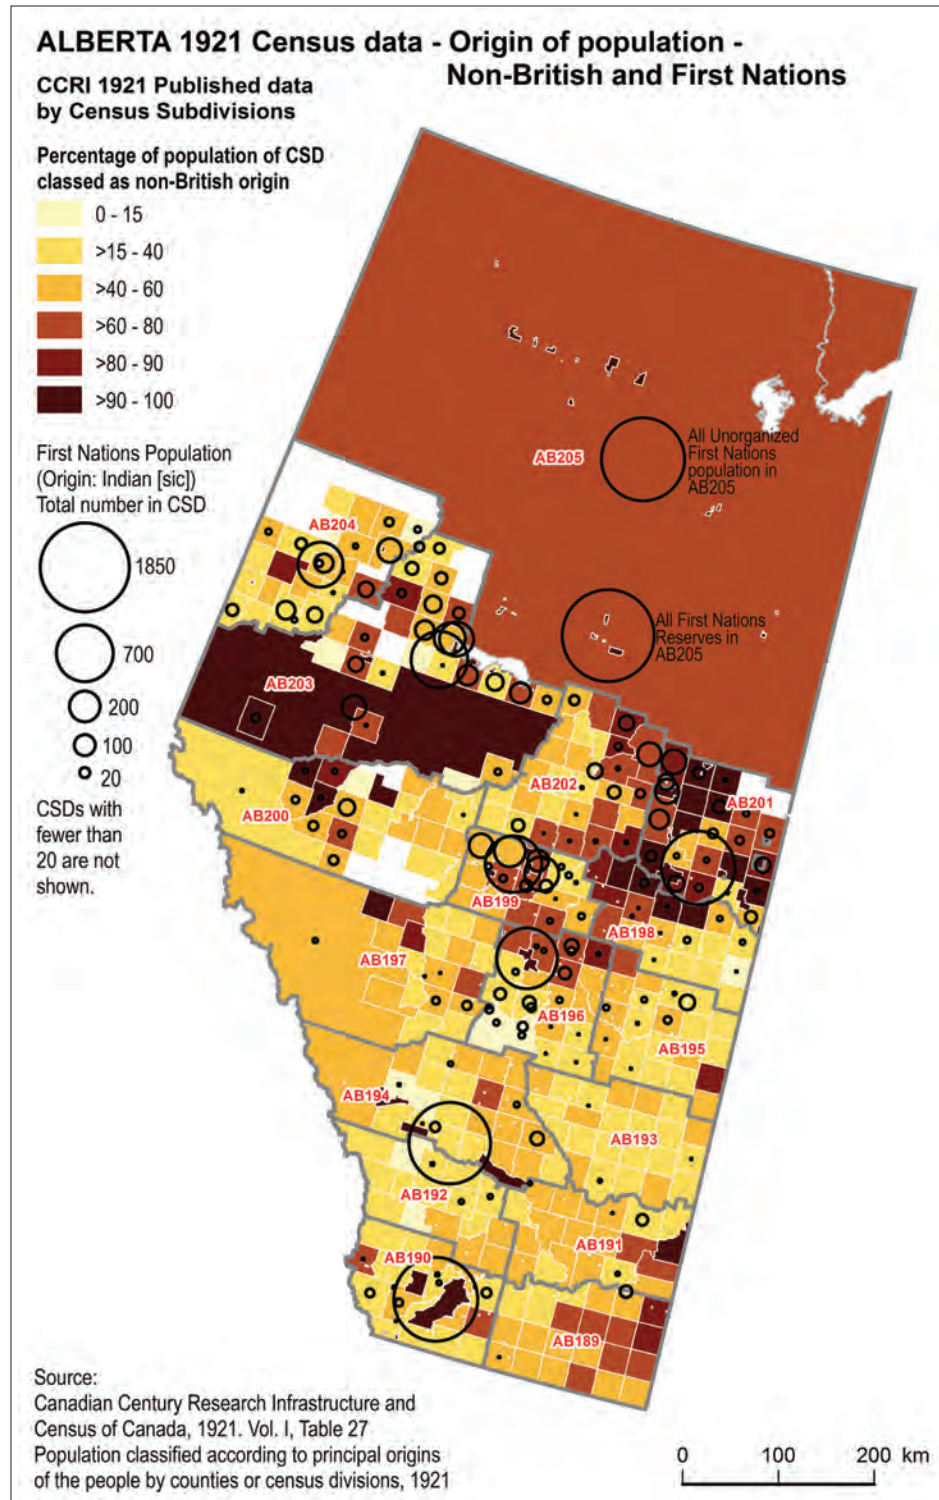 ALBERTA 1921 Census data - Origin of population -
Non-British and First Nations
CCRI 1921 Published data
by Census Subdivisions
Percentage of population of CSD
classed as non-British origin
0 - 15
>15 - 40
>40 - 60
>60 - 80
>80 - 90
>90 - 100
First Nations Population
(Origin: Indian [sic])
Total number in CSD
1850
700
200
100
20
CSDs with
fewer than
20 are not
shown.
AB205
All Unorganized
First Nations
population in
AB205
AB204
All First Nations
Reserves in
AB205
AB203
AB202
AB201
AB200
AB199
AB198
AB197
AB196
AB195
AB194
AB193
AB192
AB191
AB190
AB189
Source:
Canadian Century Research Infrastructure and
Census of Canada, 1921. Vol. I, Table 27
Population classified according to principal origins
of the people by counties or census divisions, 1921
0 100 200 km